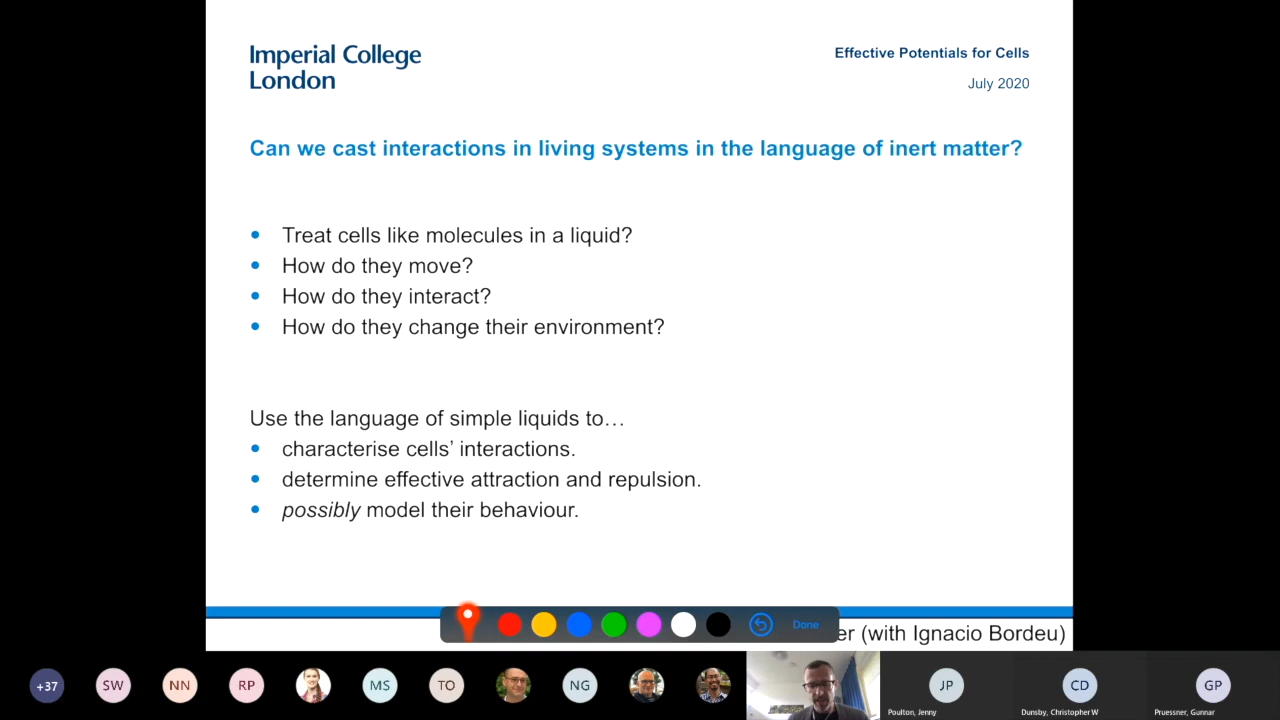 Imperial College
London
Effective Potentials for Cells
July 2020
Can we cast interactions in living systems in the language of inert matter?
• Treat cells like molecules in a liquid?
• How do they move?
• How do they interact?
• How do they change their environment?
Use the language of simple liquids to…
• characterise cells’ interactions.
• determine effective attraction and repulsion.
• possibly model their behaviour.
Done
er (with Ignacio Bordeu)
+37
SW
NN
RP
MS
TO
NG
JP
CD
GP
Poulton, Jenny
Dunsby, Christopher W
Pruessner, Gunnar